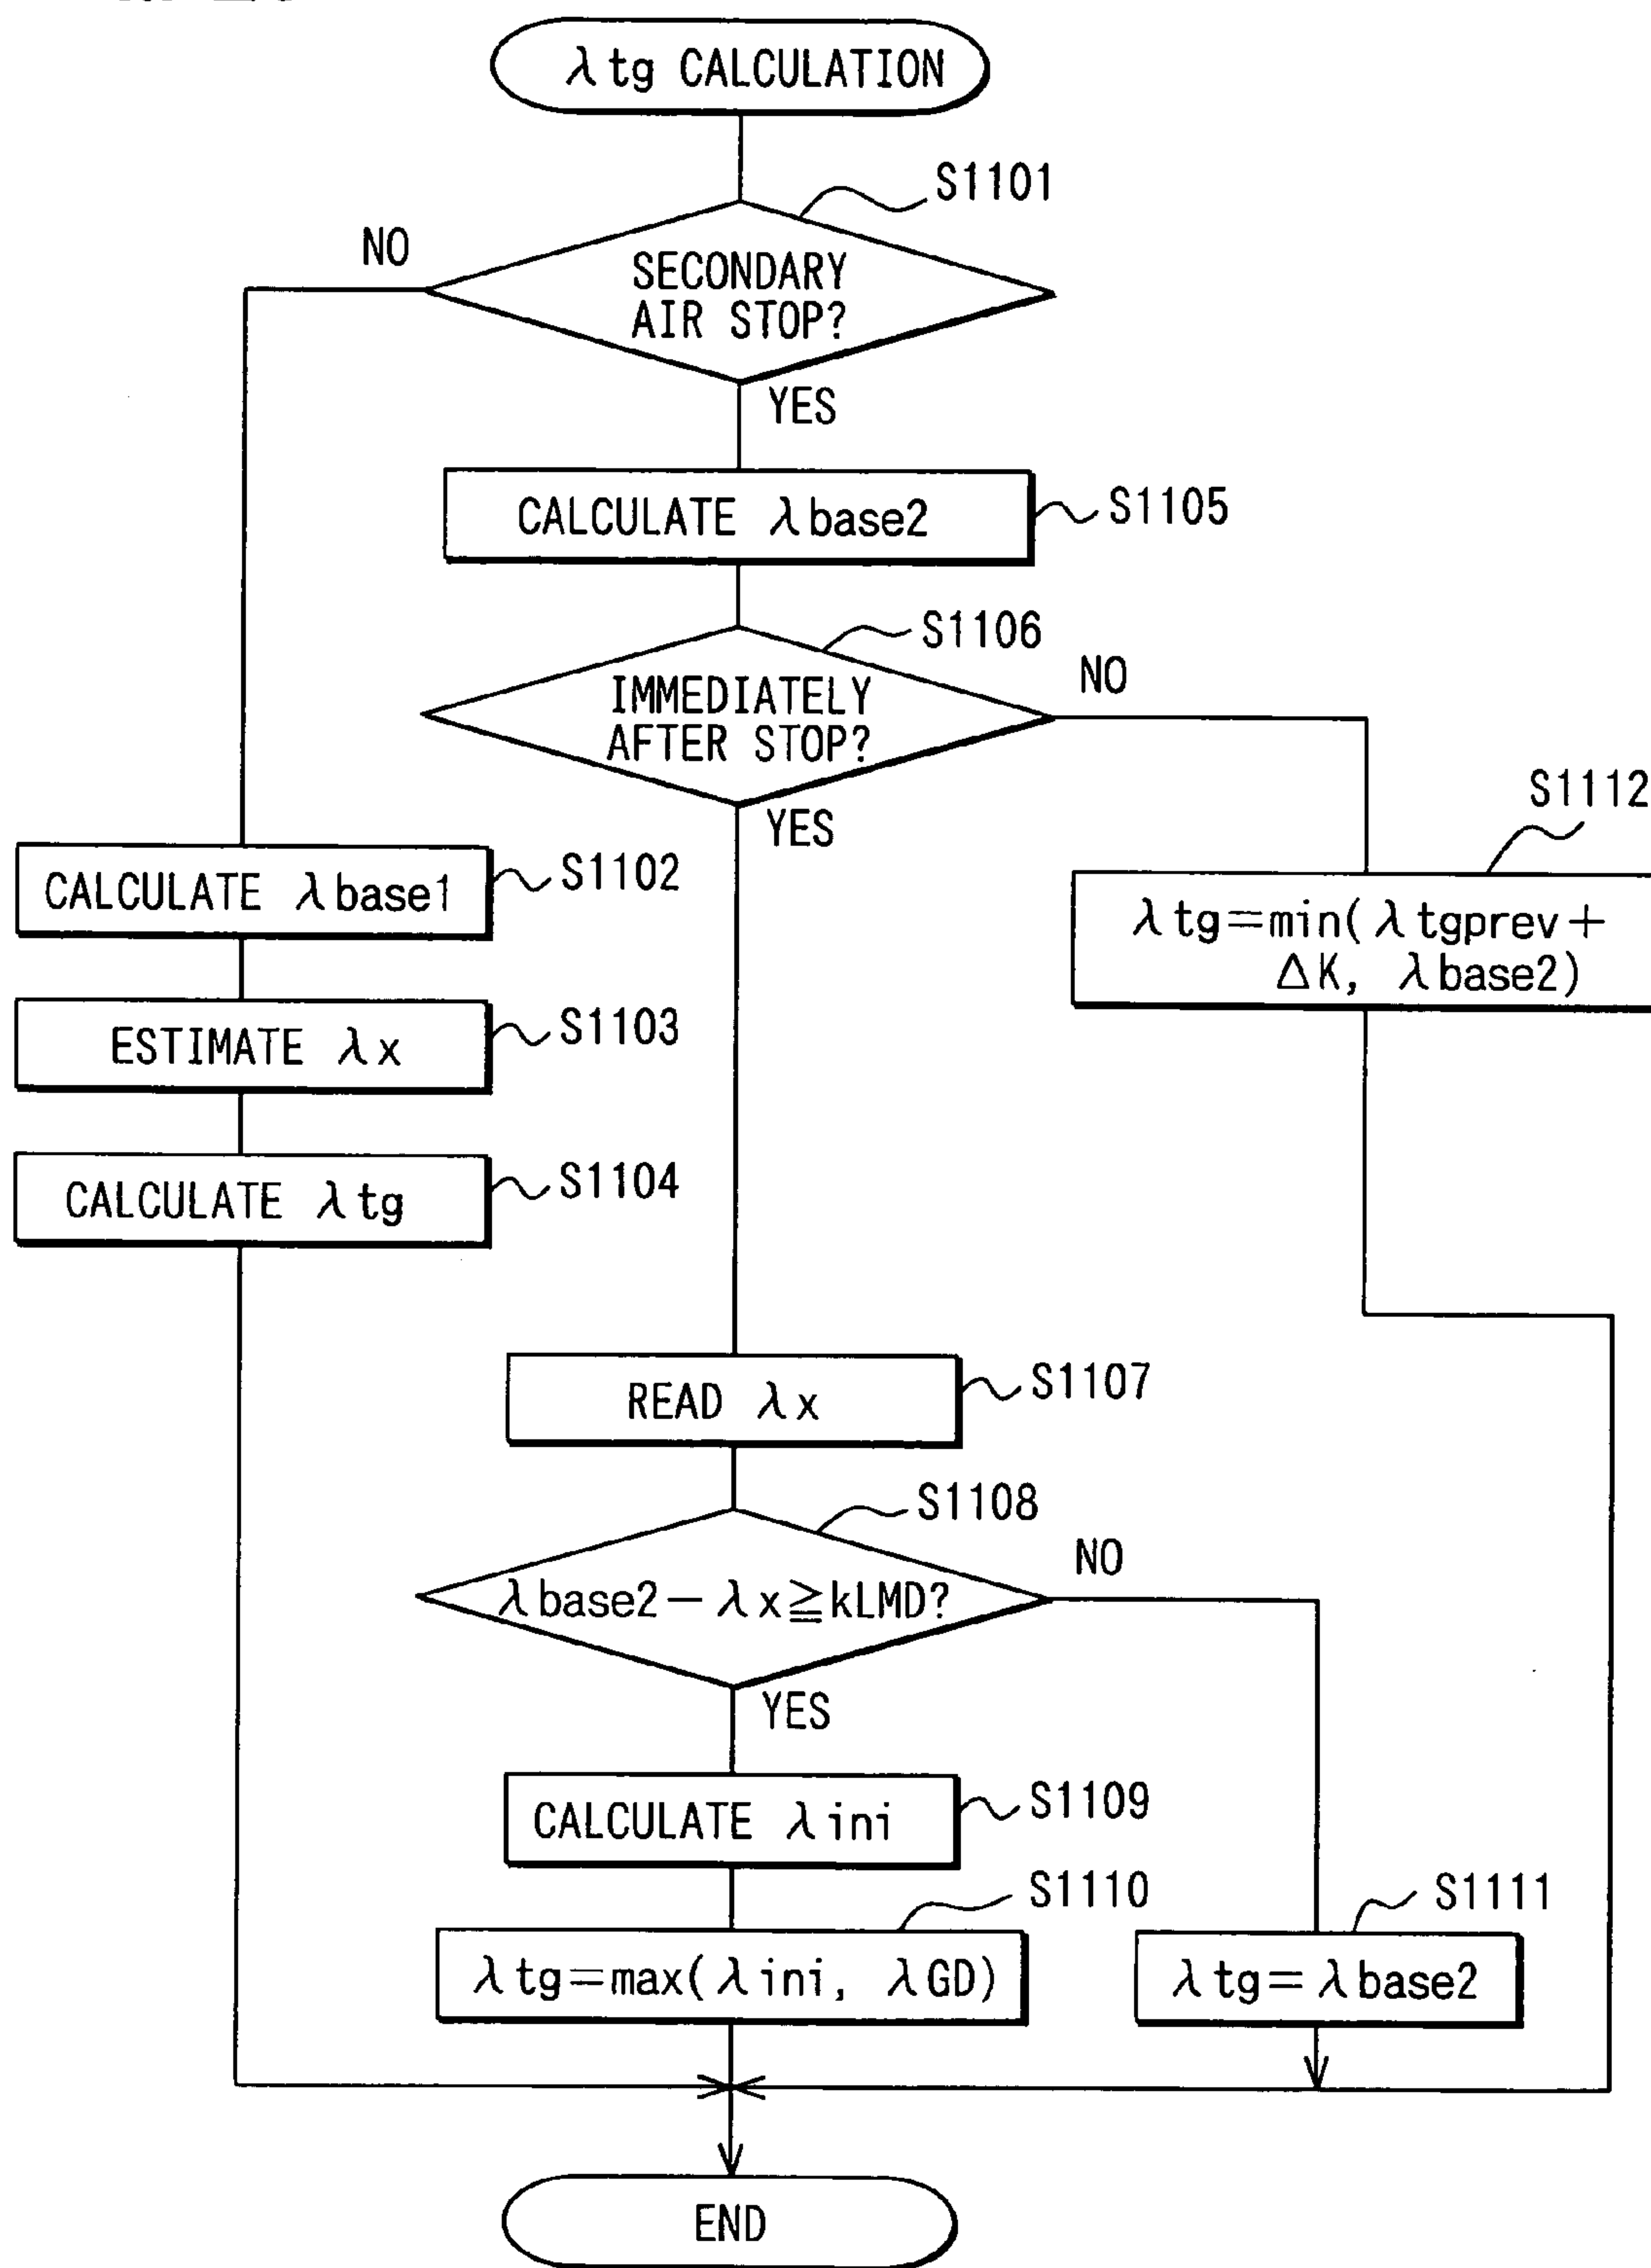 λtg CALCULATION
S1101
NO
SECONDARY
AIR STOP?
YES
CALCULATE λbase2
S1105
S1106
IMMEDIATELY
AFTER STOP?
NO
YES
S1112
CALCULATE λbase1
S1102
λtg=min(λtgprev+
ΔK, λbase2)
ESTIMATE λx
S1103
CALCULATE λtg
S1104
READ λx
S1107
S1108
λbase2-λx≧kLMD?
NO
YES
CALCULATE λini
S1109
S1110
λtg=max(λini, λGD)
S1111
λtg=λbase2
END